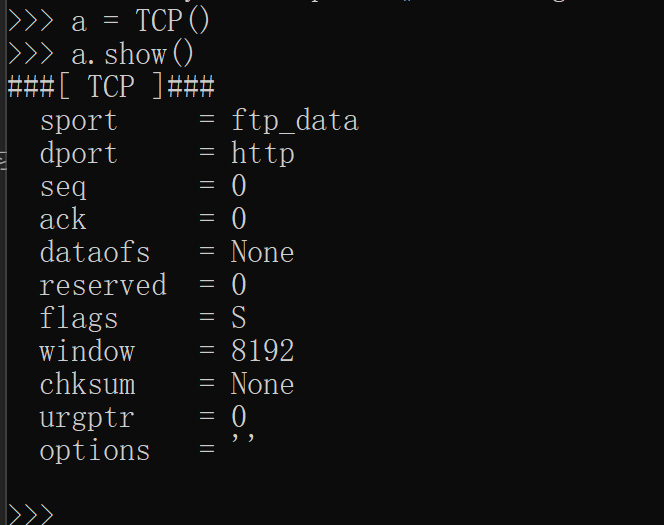 >>> a = TCP()
>>> a.show()
###[ TCP ]###
  sport     = ftp_data
  dport     = http
  seq       = 0
  ack       = 0
  dataofs   = None
  reserved  = 0
  flags     = S
  window    = 8192
  chksum    = None
  urgptr    = 0
  options   = ''
>>>